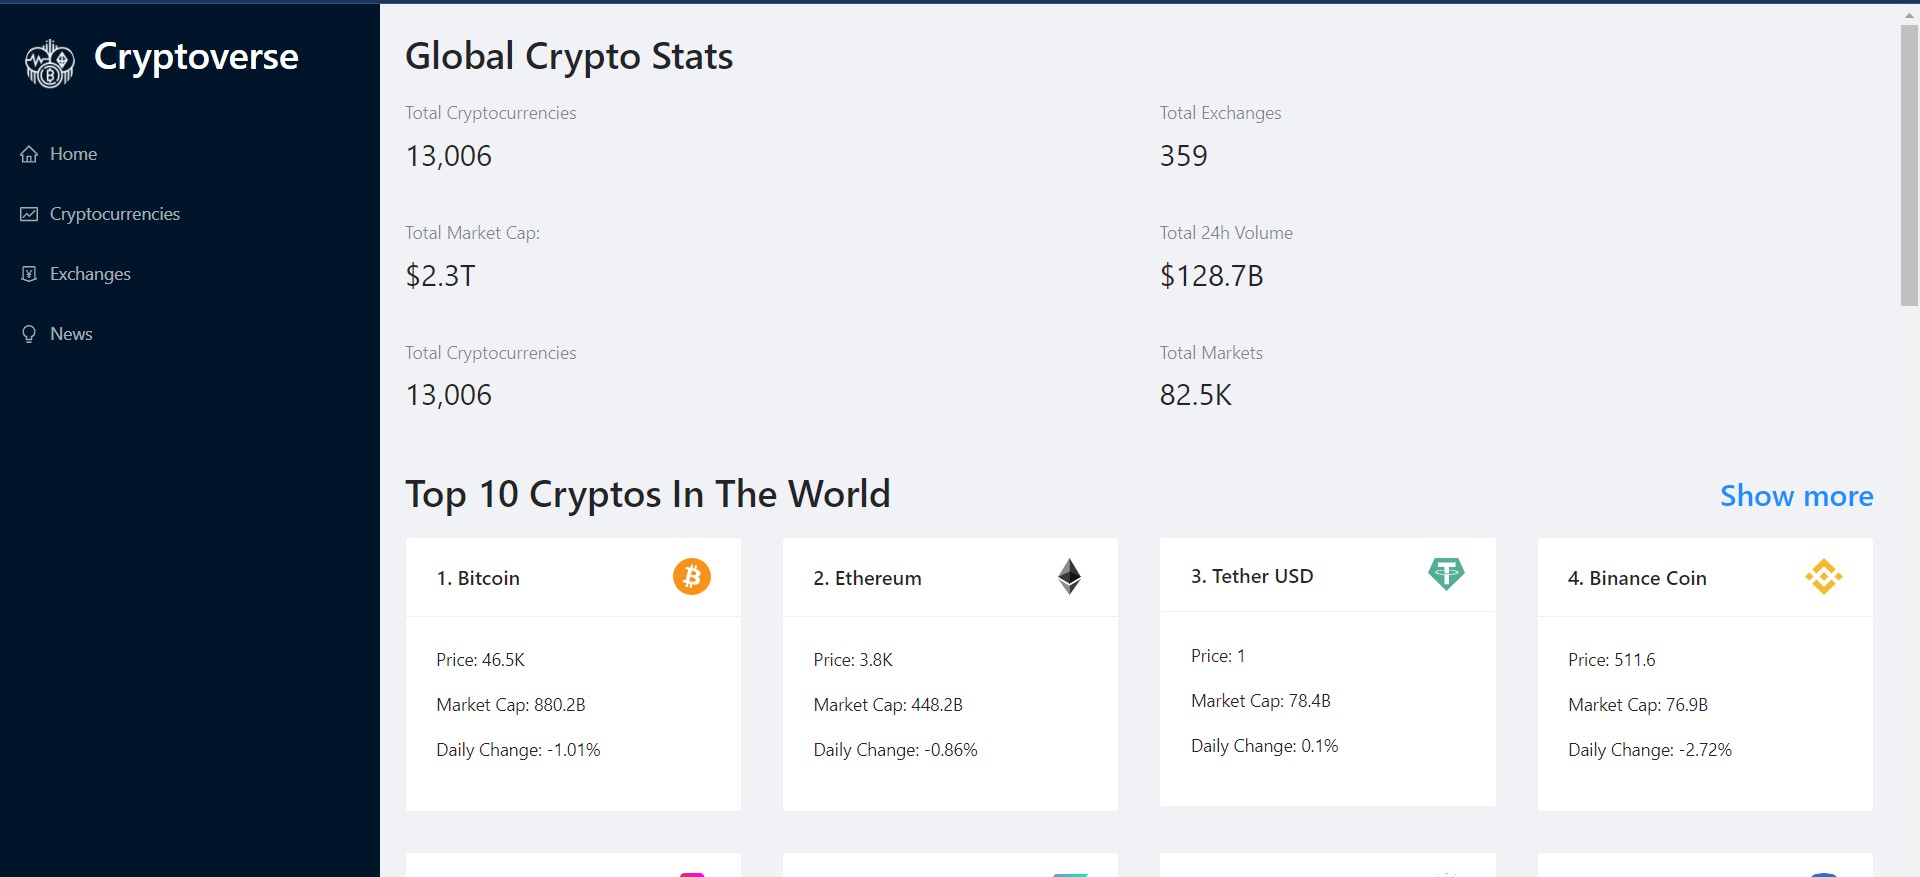 Cryptoverse
Home
Cryptocurrencies
Exchanges
News
Global Crypto Stats
Total Cryptocurrencies
13,006
Total Exchanges
359
Total Market Cap:
$2.3T
Total 24h Volume
$128.7B
Total Cryptocurrencies
13,006
Total Markets
82.5K
Top 10 Cryptos In The World
Show more
1. Bitcoin
Price: 46.5K
Market Cap: 880.2B
Daily Change: -1.01%
2. Ethereum
Price: 3.8K
Market Cap: 448.2B
Daily Change: -0.86%
3. Tether USD
Price: 1
Market Cap: 78.4B
Daily Change: 0.1%
4. Binance Coin
Price: 511.6
Market Cap: 76.9B
Daily Change: -2.72%